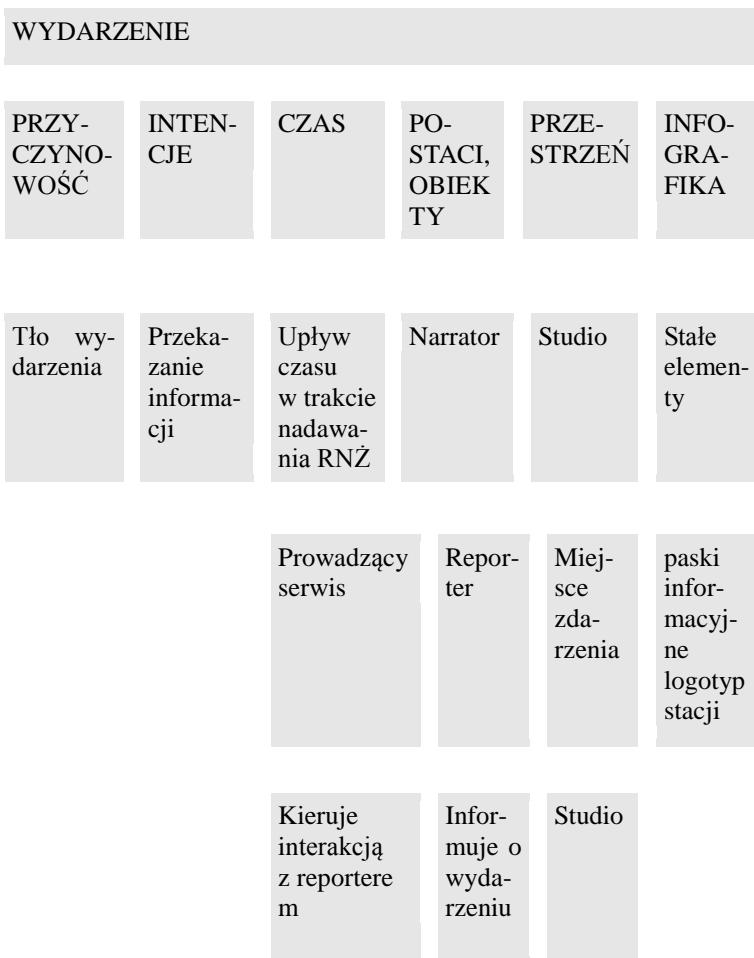 WYDARZENIE
PRZY-
CZYNO-
WOŚĆ
INTEN-
CJE
CZAS
PO-
STACI,
OBIEK
TY
PRZE-
STRZEŃ
INFO-
GRA-
FIKA
Tło wy-
darzenia
Przeka-
zanie
informa-
cji
Upływ
czasu
w trakcie
nadawa-
nia RNŻ
Narrator
Studio
Stałe
elemen-
ty
Prowadzący
serwis
Repor-
ter
Miej-
sce
zda-
rzenia
paski
infor-
macyj-
ne
logotyp
stacji
Kieruje
interakcją
z reportere
m
Infor-
muje o
wyda-
rzeniu
Studio